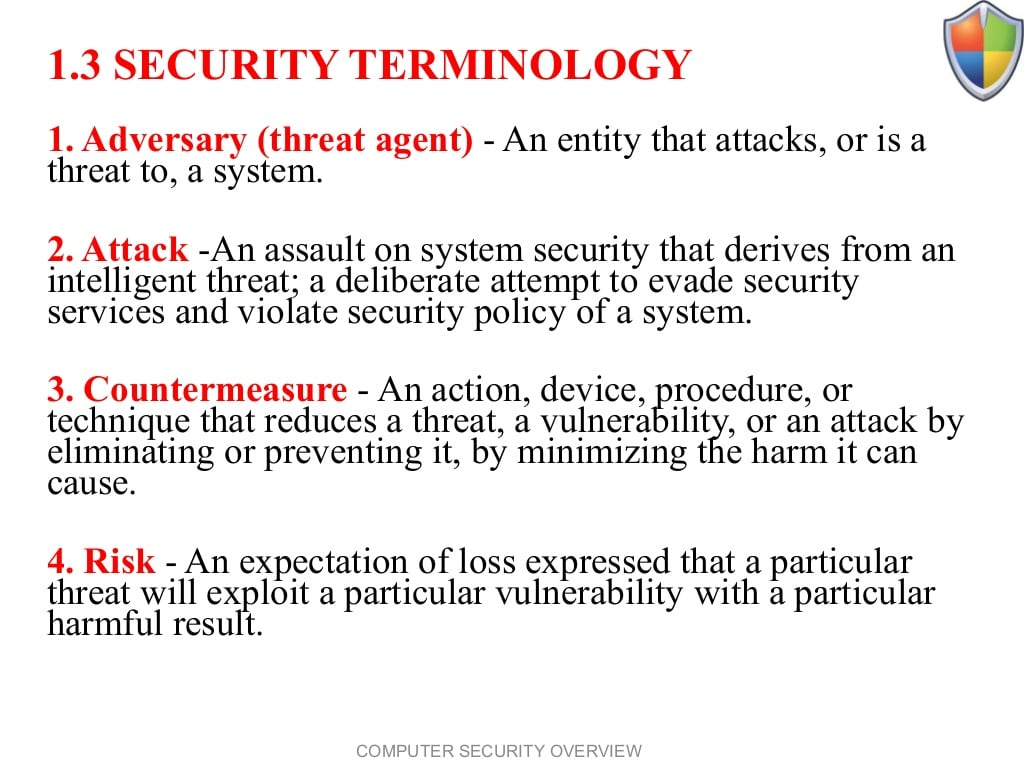 1.3 SECURITY TERMINOLOGY
1. Adversary (threat agent) - An entity that attacks, or is a
threat to, a system.
2. Attack -An assault on system security that derives from an
intelligent threat; a deliberate attempt to evade security
services and violate security policy of a system.
3. Countermeasure - An action, device, procedure, or
technique that reduces a threat, a vulnerability, or an attack by
eliminating or preventing it, by minimizing the harm it can
cause.
4. Risk - An expectation of loss expressed that a particular
threat will exploit a particular vulnerability with a particular
harmful result.
COMPUTER SECURITY OVERVIEW